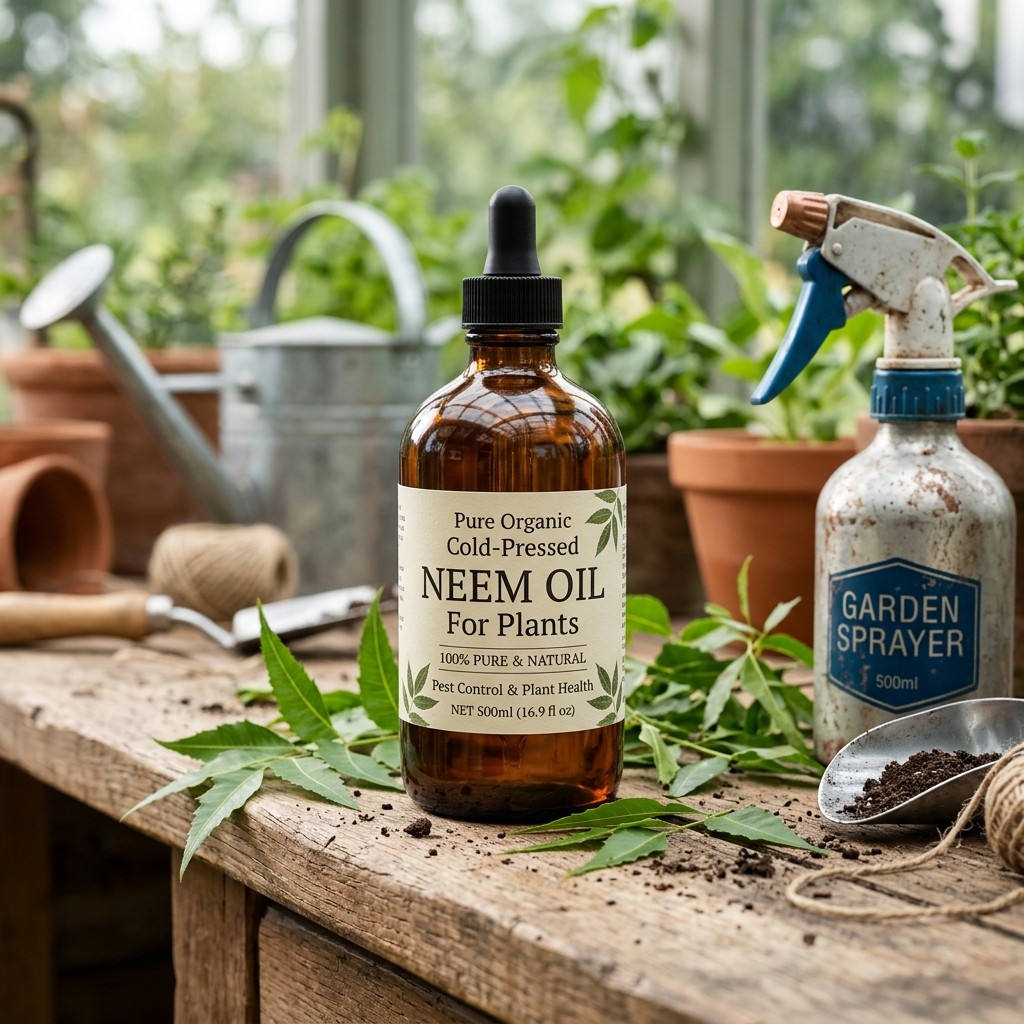 Pure Organic
Cold-Pressed
NEEM OIL
For Plants
100% PURE & NATURAL
Pest Control & Plant Health
NET 500ml (16.9 fl oz)
GARDEN
SPRAYER
500ml